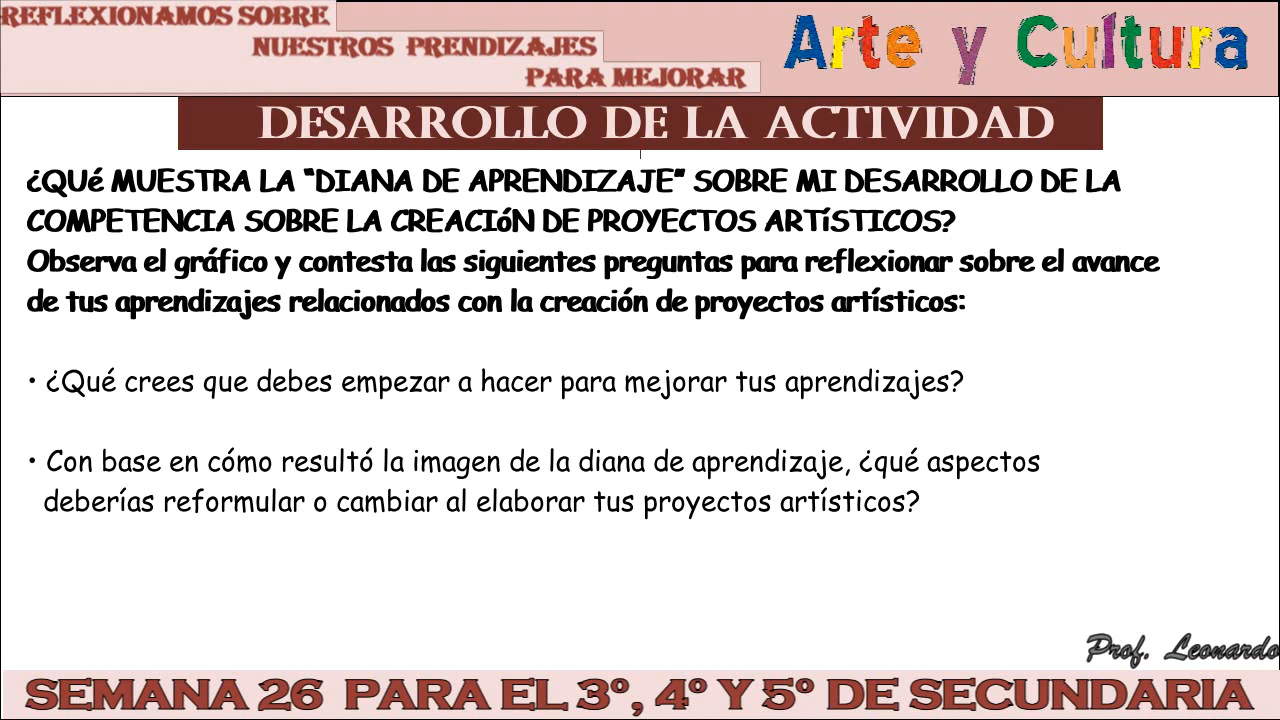 REFLEXIONAMOS SOBRE
NUESTROS PRENDIZAJES
PARA MEJORAR
Arte y Cultura
DESARROLLO DE LA ACTIVIDAD
¿QUé MUESTRA LA “DIANA DE APRENDIZAJE” SOBRE MI DESARROLLO DE LA
COMPETENCIA SOBRE LA CREACIóN DE PROYECTOS ARTíSTICOS?
Observa el gráfico y contesta las siguientes preguntas para reflexionar sobre el avance
de tus aprendizajes relacionados con la creación de proyectos artísticos:
• ¿Qué crees que debes empezar a hacer para mejorar tus aprendizajes?
• Con base en cómo resultó la imagen de la diana de aprendizaje, ¿qué aspectos
deberías reformular o cambiar al elaborar tus proyectos artísticos?
Prof. Leonardo
SEMANA 26 PARA EL 3º, 4º Y 5º DE SECUNDARIA